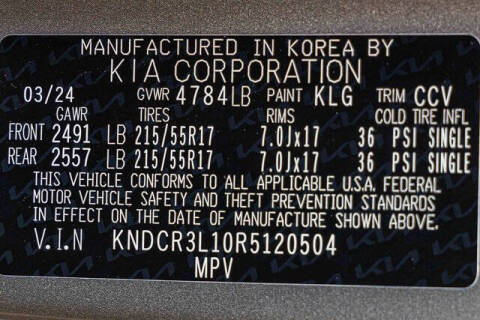 MANUFACTURED IN KOREA BY
KIA CORPORATION
03/24 GVWR 4784LB PAINT KLG TRIM CCV
GAWR TIRES RIMS COLD TIRE INFL
FRONT 2491 LB 215/55R17 7.0Jx17 36 PSI SINGLE
REAR 2557 LB 215/55R17 7.0Jx17 36 PSI SINGLE
THIS VEHICLE CONFORMS TO ALL APPLICABLE U.S.A. FEDERAL
MOTOR VEHICLE SAFETY AND THEFT PREVENTION STANDARDS
IN EFFECT ON THE DATE OF MANUFACTURE SHOWN ABOVE.
V.I.N KNDCR3L10R5120504
MPV